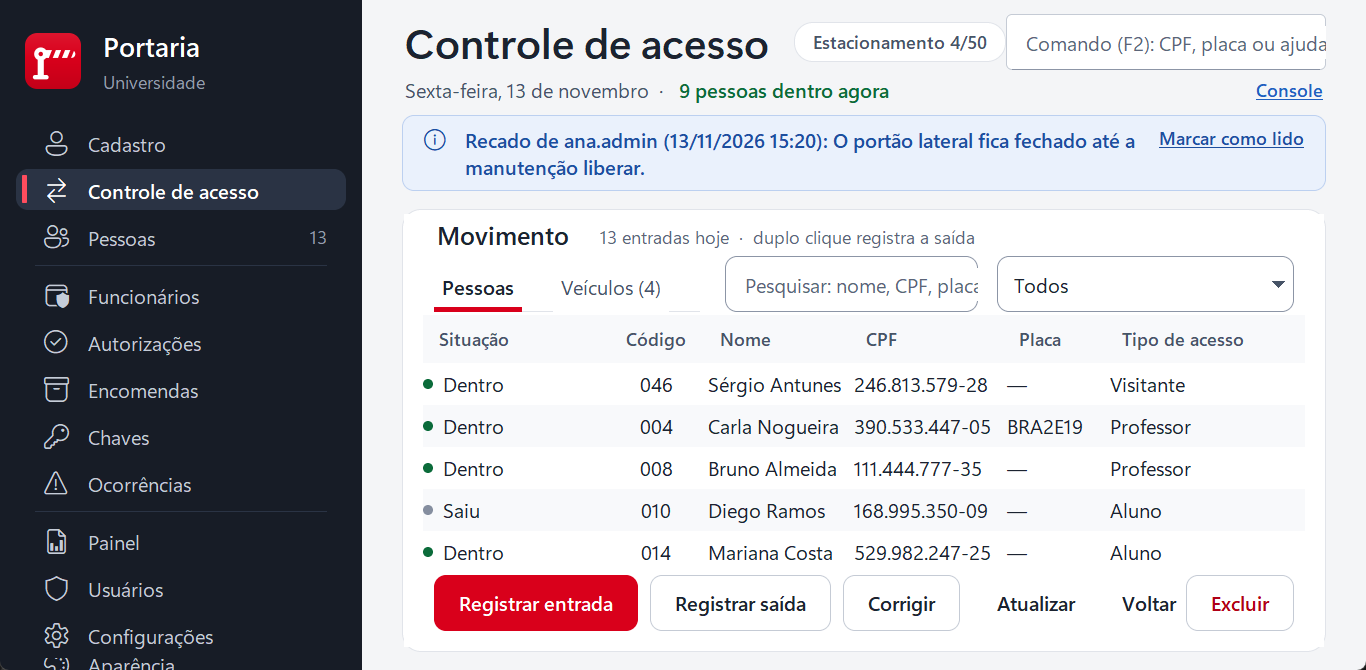 Portaria
Universidade
Cadastro
Controle de acesso
Pessoas 13
Funcionários
Autorizações
Encomendas
Chaves
Ocorrências
Painel
Usuários
Configurações
Aparência
Controle de acesso
Estacionamento 4/50
Comando (F2): CPF, placa ou ajuda
Sexta-feira, 13 de novembro · 9 pessoas dentro agora
Console
Recado de ana.admin (13/11/2026 15:20): O portão lateral fica fechado até a
manutenção liberar.
Marcar como lido
Movimento 13 entradas hoje · duplo clique registra a saída
Pessoas Veículos (4) Pesquisar: nome, CPF, placa Todos
Situação Código Nome CPF Placa Tipo de acesso
Dentro 046 Sérgio Antunes 246.813.579-28 — Visitante
Dentro 004 Carla Nogueira 390.533.447-05 BRA2E19 Professor
Dentro 008 Bruno Almeida 111.444.777-35 — Professor
Saiu 010 Diego Ramos 168.995.350-09 — Aluno
Dentro 014 Mariana Costa 529.982.247-25 — Aluno
Registrar entrada Registrar saída Corrigir Atualizar Voltar Excluir